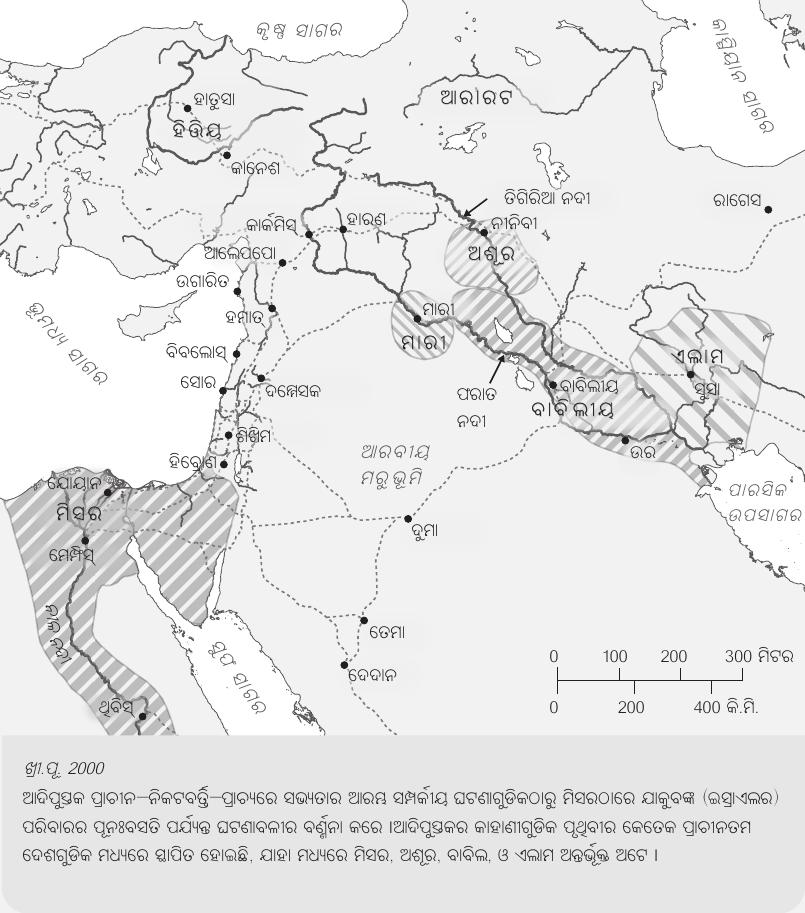 କୃଷ୍ଣ ସାଗର
କାସ୍ପିୟାନ ସାଗର
ହାତୁସା
ହିତ୍ତିୟ
କାନେଶ
ଆରାରଟ
ତିଗିରିଆ ନଦୀ
ରାଗେସ
କାର୍କମିସ୍
ହାରଣ
ନୀନିବୀ
ଅଶୂର
ଆଲେପପୋ
ଉଗାରିତ
ହମାତ୍
ମାରୀ
ମାରୀ
ଭୂମଧ୍ୟ ସାଗର
ବିବଲୋସ୍
ସୋର
ଦମ୍ମେସକ
ଏଲାମ
ସୁସା
ଫରାତ
ନଦୀ
ବାବିଲୀୟ
ବାବିଲୀୟ
ଶିଖିମ
ହିବ୍ରୋଣ
ଆରବୀୟ
ମରୁଭୂମି
ଉର
ଯୋୟାନ
ମିସର
ମେମ୍ଫିସ୍
ପାରସିକ
ଉପସାଗର
ଦୁମା
ନୀଳ ନଦୀ
ତେମା
ସୁଫ ସାଗର
ଦେଦାନ
ଥିବିସ୍
0 100 200 300 ମିଟର
0 200 400 କି.ମି.
ଖ୍ରୀ.ପୂ. 2000
ଆଦିପୁସ୍ତକ ପ୍ରାଚୀନ–ନିକଟବର୍ତ୍ତି–ପ୍ରାଚ୍ୟରେ ସଭ୍ୟତାର ଆରମ୍ଭ ସମ୍ପର୍କୀୟ ଘଟଣାଗୁଡିକଠାରୁ ମିସରଠାରେ ଯାକୁବଙ୍କ (ଇସ୍ରାଏଲର)
ପରିବାରର ପୂନଃବସତି ପର୍ଯ୍ୟନ୍ତ ଘଟଣାବଳୀର ବର୍ଣ୍ଣନା କରେ ।ଆଦିପୁସ୍ତକର କାହାଣୀଗୁଡିକ ପୃଥିବୀର କେତେକ ପ୍ରାଚୀନତମ
ଦେଶଗୁଡିକ ମଧ୍ୟରେ ସ୍ଥାପିତ ହୋଇଛି, ଯାହା ମଧ୍ୟରେ ମିସର, ଅଶୂର, ବାବିଲ, ଓ ଏଲାମ ଅନ୍ତର୍ଭୂକ୍ତ ଅଟେ ।